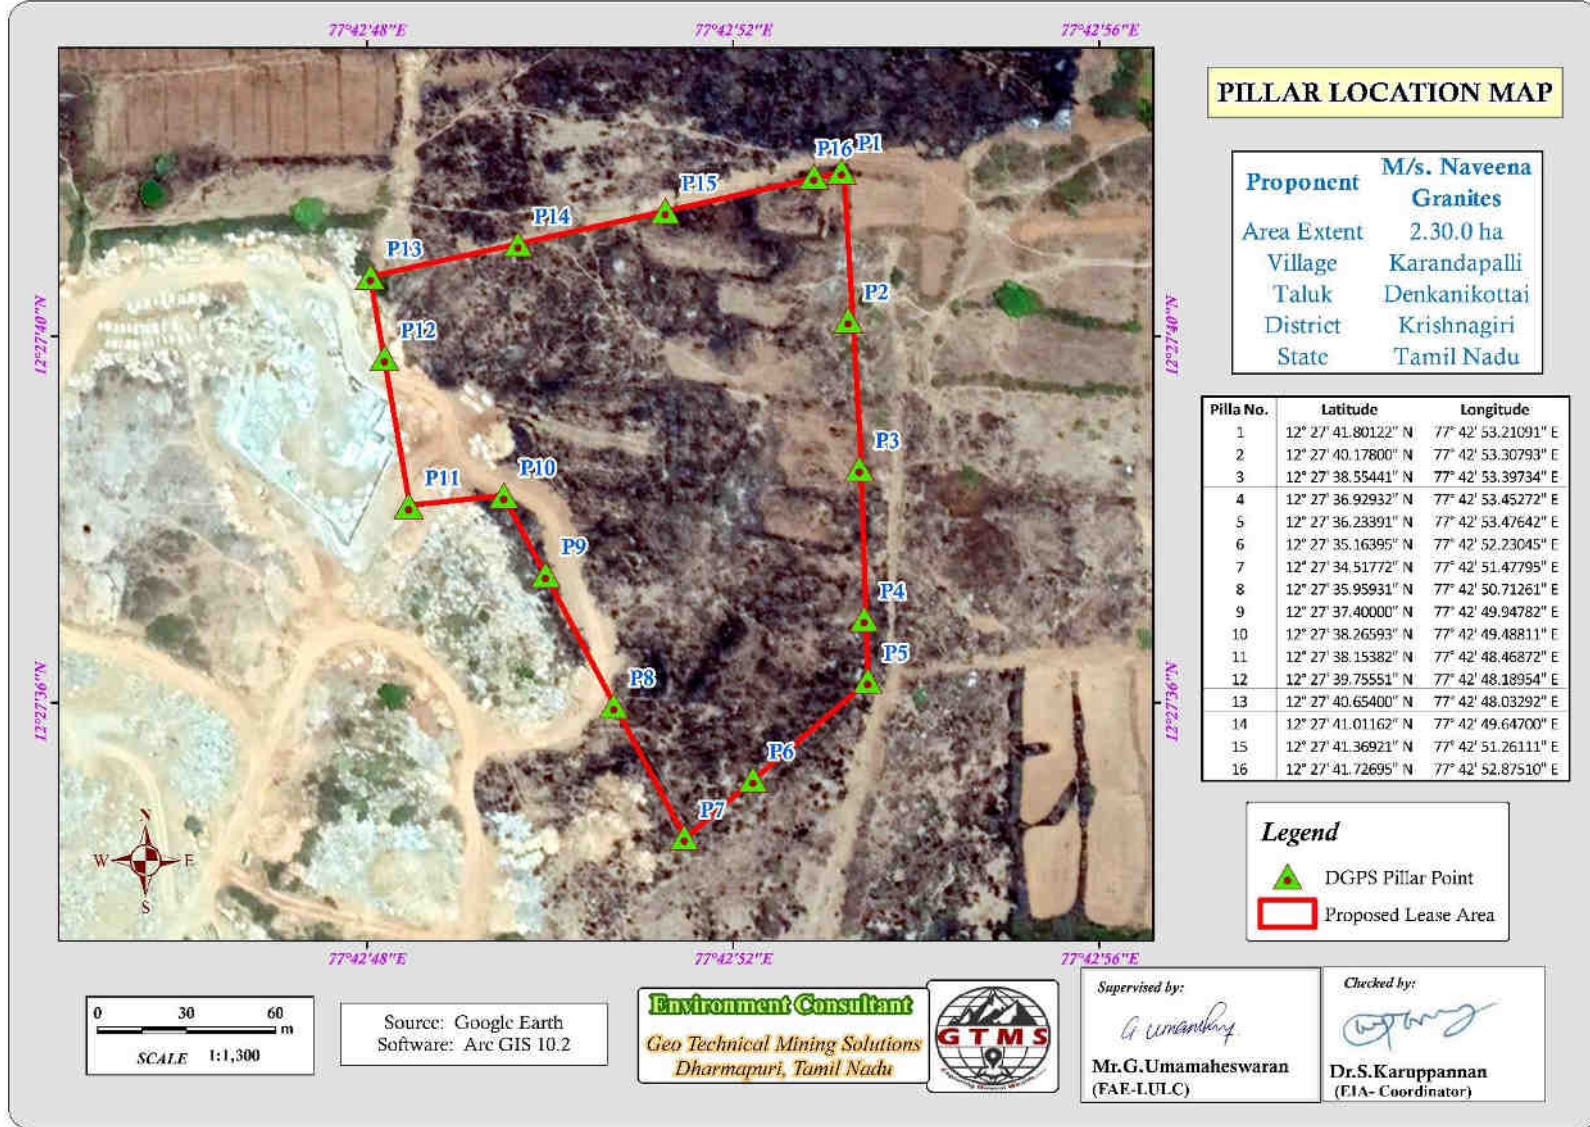 77°42'48"E 77°42'52"E 77°42'56"E
PILLAR LOCATION MAP
Proponent M/s. Naveena Granites
Area Extent 2.30.0 ha
Village Karandapalli
Taluk Denkanikottai
District Krishnagiri
State Tamil Nadu
P1
P16
P15
P14
P13
P2
P12
12°27'40"N 12°27'40"N
P3
P10
P11
P9
P4
P5
P8
12°27'36"N 12°27'36"N
P6
P7
N
W E
S
77°42'48"E 77°42'52"E 77°42'56"E
Pilla No. Latitude Longitude
1 12° 27' 41.80122" N 77° 42' 53.21091" E
2 12° 27' 40.17800" N 77° 42' 53.30793" E
3 12° 27' 38.55441" N 77° 42' 53.39734" E
4 12° 27' 36.92932" N 77° 42' 53.45272" E
5 12° 27' 36.23391" N 77° 42' 53.47642" E
6 12° 27' 35.16395" N 77° 42' 52.23045" E
7 12° 27' 34.51772" N 77° 42' 51.47795" E
8 12° 27' 35.95931" N 77° 42' 50.71261" E
9 12° 27' 37.40000" N 77° 42' 49.94782" E
10 12° 27' 38.26593" N 77° 42' 49.48811" E
11 12° 27' 38.15382" N 77° 42' 48.46872" E
12 12° 27' 39.75551" N 77° 42' 48.18954" E
13 12° 27' 40.65400" N 77° 42' 48.03292" E
14 12° 27' 41.01162" N 77° 42' 49.64700" E
15 12° 27' 41.36921" N 77° 42' 51.26111" E
16 12° 27' 41.72695" N 77° 42' 52.87510" E
Legend
DGPS Pillar Point
Proposed Lease Area
0 30 60
m
SCALE 1:1,300
Source: Google Earth
Software: Arc GIS 10.2
Environment Consultant
Geo Technical Mining Solutions
Dharmapuri, Tamil Nadu
GTMS
Supervised by:
Mr.G.Umamaheswaran
(FAE-LULC)
Checked by:
Dr.S.Karuppannan
(EIA- Coordinator)